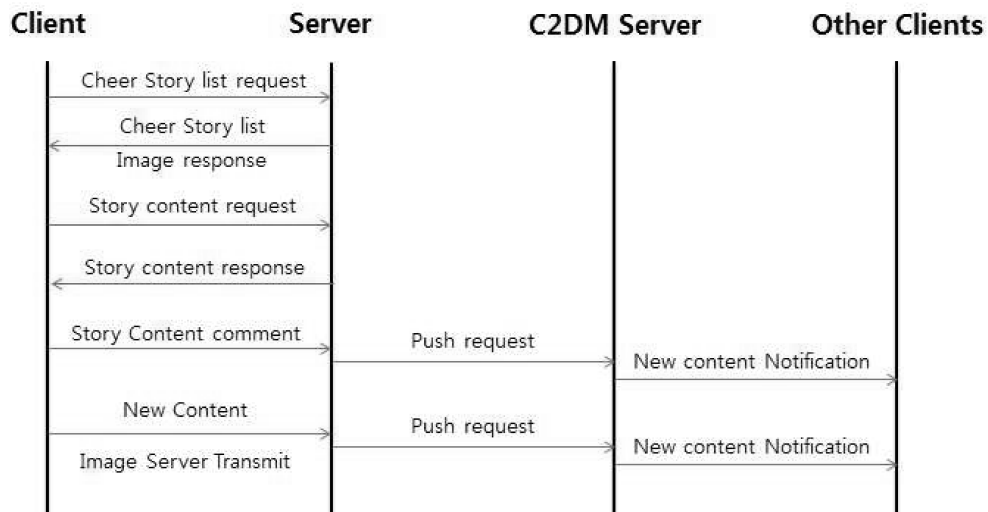 Client Server C2DM Server Other Clients
Cheer Story list request
Cheer Story list
Image response
Story content request
Story content response
Story Content comment
Push request
New content Notification
New Content
Push request
New content Notification
Image Server Transmit